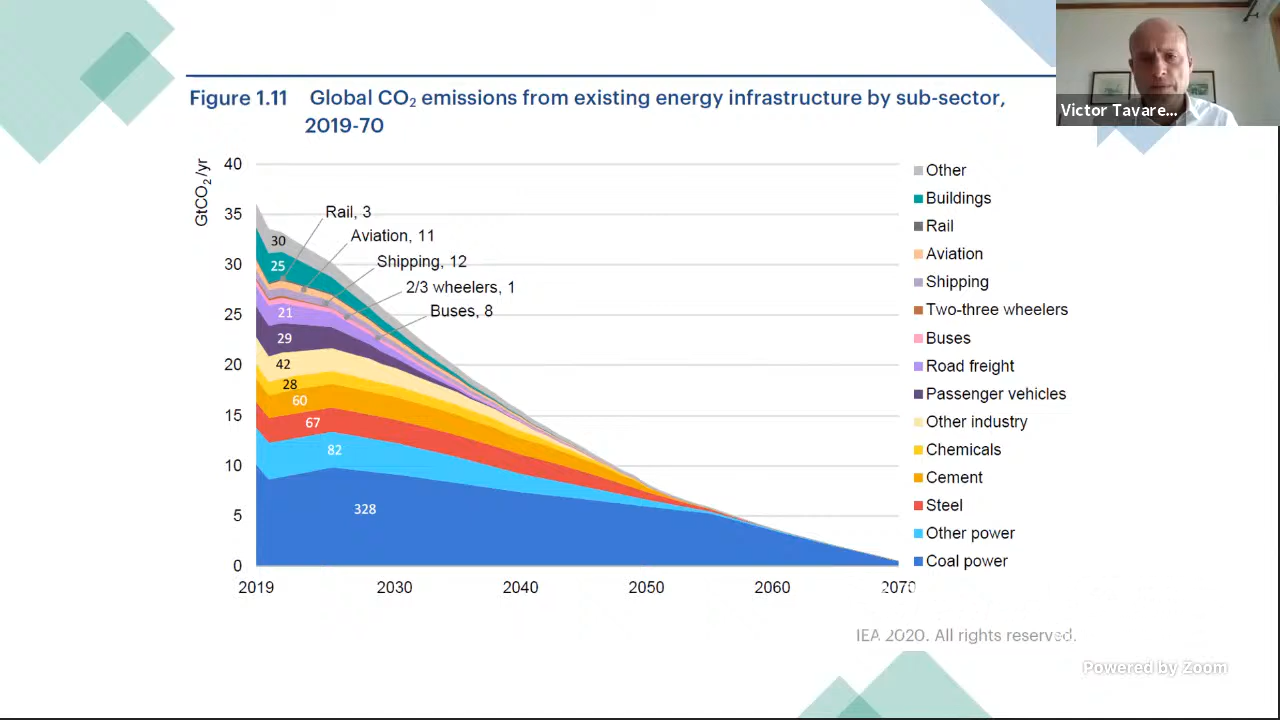 Victor Tavare...
Figure 1.11 Global CO₂ emissions from existing energy infrastructure by sub-sector,
2019-70
GtCO₂/yr
40
35
30
25
20
15
10
5
0
2019
2030
2040
2050
2060
2070
Rail, 3
Aviation, 11
Shipping, 12
2/3 wheelers, 1
Buses, 8
30
25
21
29
42
28
60
67
82
328
Other
Buildings
Rail
Aviation
Shipping
Two-three wheelers
Buses
Road freight
Passenger vehicles
Other industry
Chemicals
Cement
Steel
Other power
Coal power
IEA 2020. All rights reserved.
Powered by Zoom